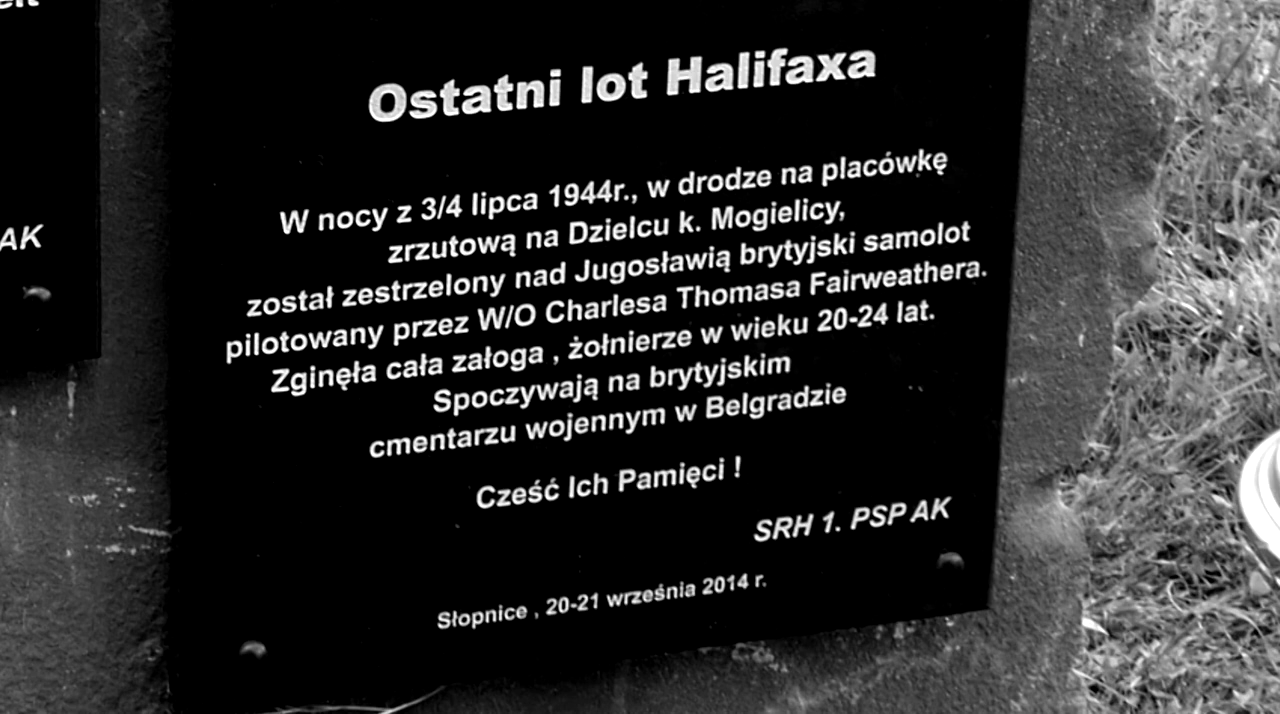 AK
Ostatni lot Halifaxa
W nocy z 3/4 lipca 1944r., w drodze na placówkę
zrzutową na Dzielcu k. Mogielicy,
został zestrzelony nad Jugosławią brytyjski samolot
pilotowany przez W/O Charlesa Thomasa Fairweathera.
Zginęła cała załoga , żołnierze w wieku 20-24 lat.
Spoczywają na brytyjskim
cmentarzu wojennym w Belgradzie
Cześć Ich Pamięci !
SRH 1. PSP AK
Słopnice , 20-21 września 2014 r.